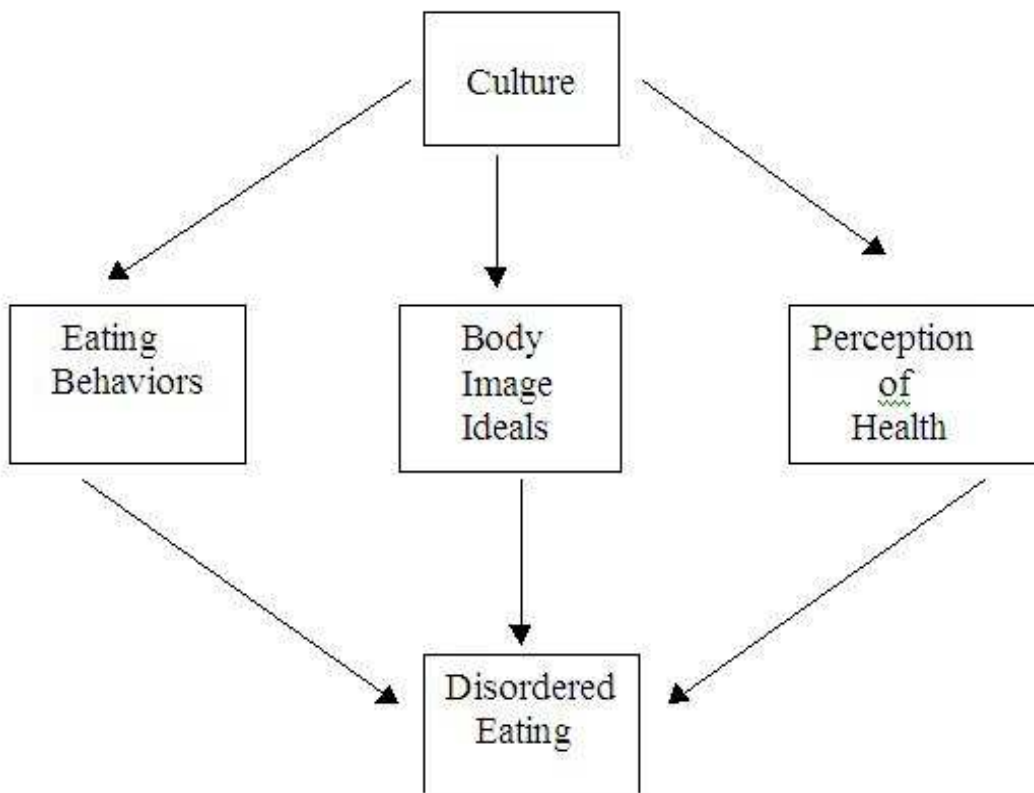 Culture
Eating
Behaviors
Body
Image
Ideals
Perception
of
Health
Disordered
Eating